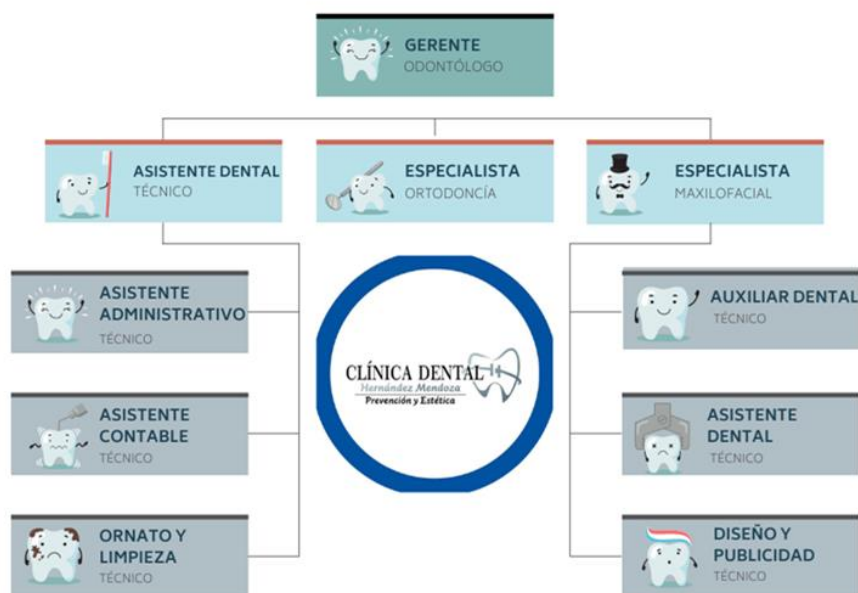 GERENTE
ODONTÓLOGO
ASISTENTE DENTAL
TÉCNICO
ESPECIALISTA
ORTODONCÍA
ESPECIALISTA
MAXILOFACIAL
ASISTENTE
ADMINISTRATIVO
TÉCNICO
ASISTENTE
CONTABLE
TÉCNICO
ORNATO Y
LIMPIEZA
TÉCNICO
CLÍNICA DENTAL
Hernández Mendoza
Prevención y Estética
AUXILIAR DENTAL
TÉCNICO
ASISTENTE
DENTAL
TÉCNICO
DISEÑO Y
PUBLICIDAD
TÉCNICO